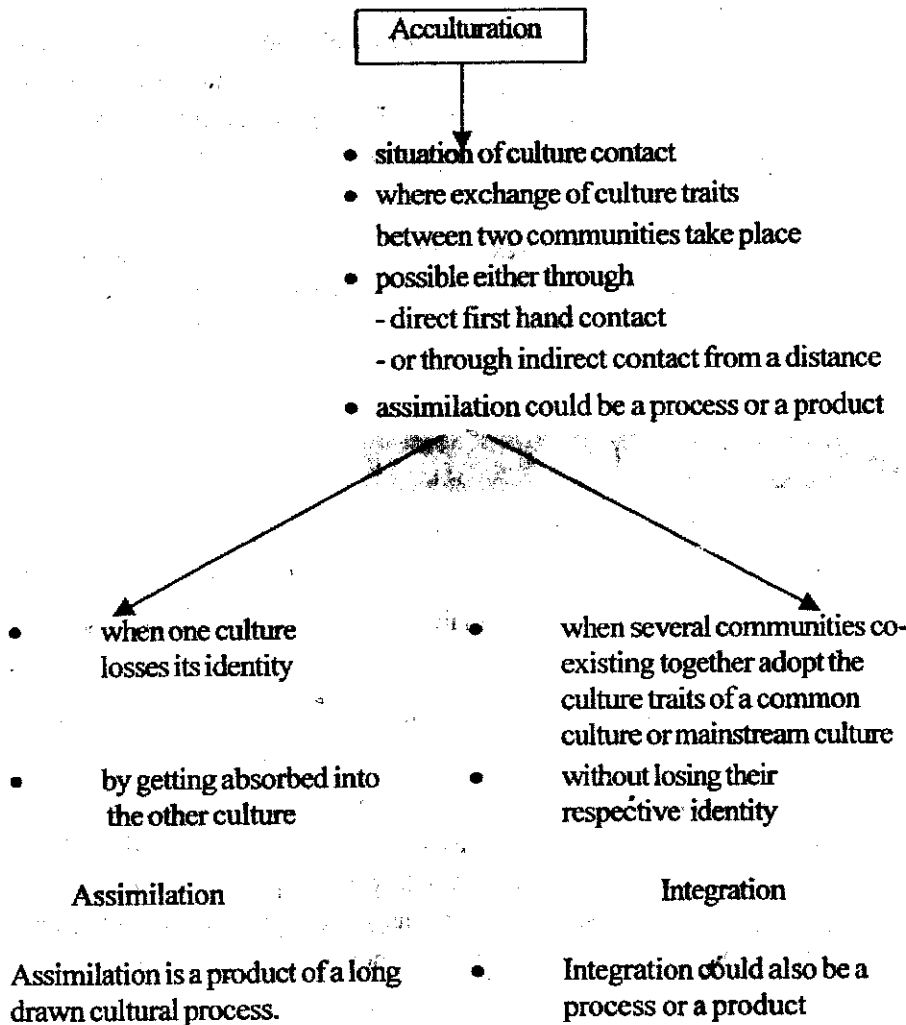 Acculturation
• situation of culture contact
• where exchange of culture traits
between two communities take place
• possible either through
- direct first hand contact
- or through indirect contact from a distance
• assimilation could be a process or a product
• when one culture
losses its identity
• by getting absorbed into
the other culture
Assimilation
Assimilation is a product of a long
drawn cultural process.
• when several communities co-
existing together adopt the
culture traits of a common
culture or mainstream culture
• without losing their
respective identity
Integration
• Integration could also be a
process or a product